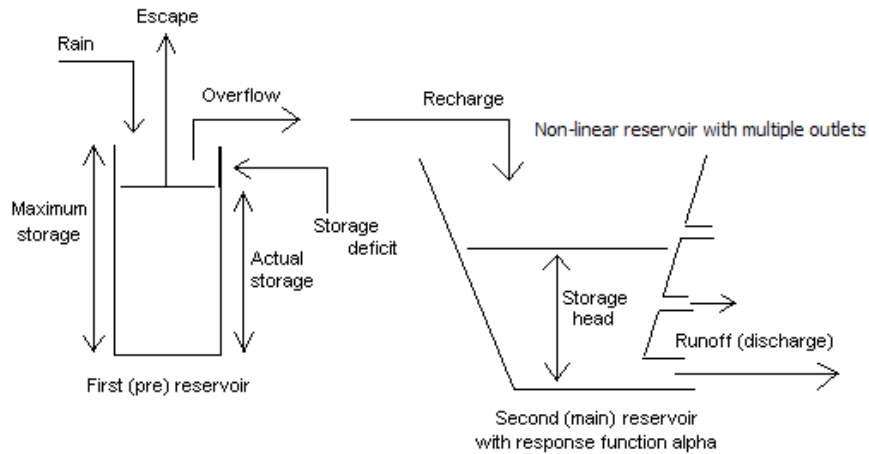 Escape
Rain
Overflow
Recharge
Non-linear reservoir with multiple outlets
Maximum
storage
Storage
deficit
Actual
storage
Storage
head
Runoff (discharge)
First (pre) reservoir
Second (main) reservoir
with response function alpha